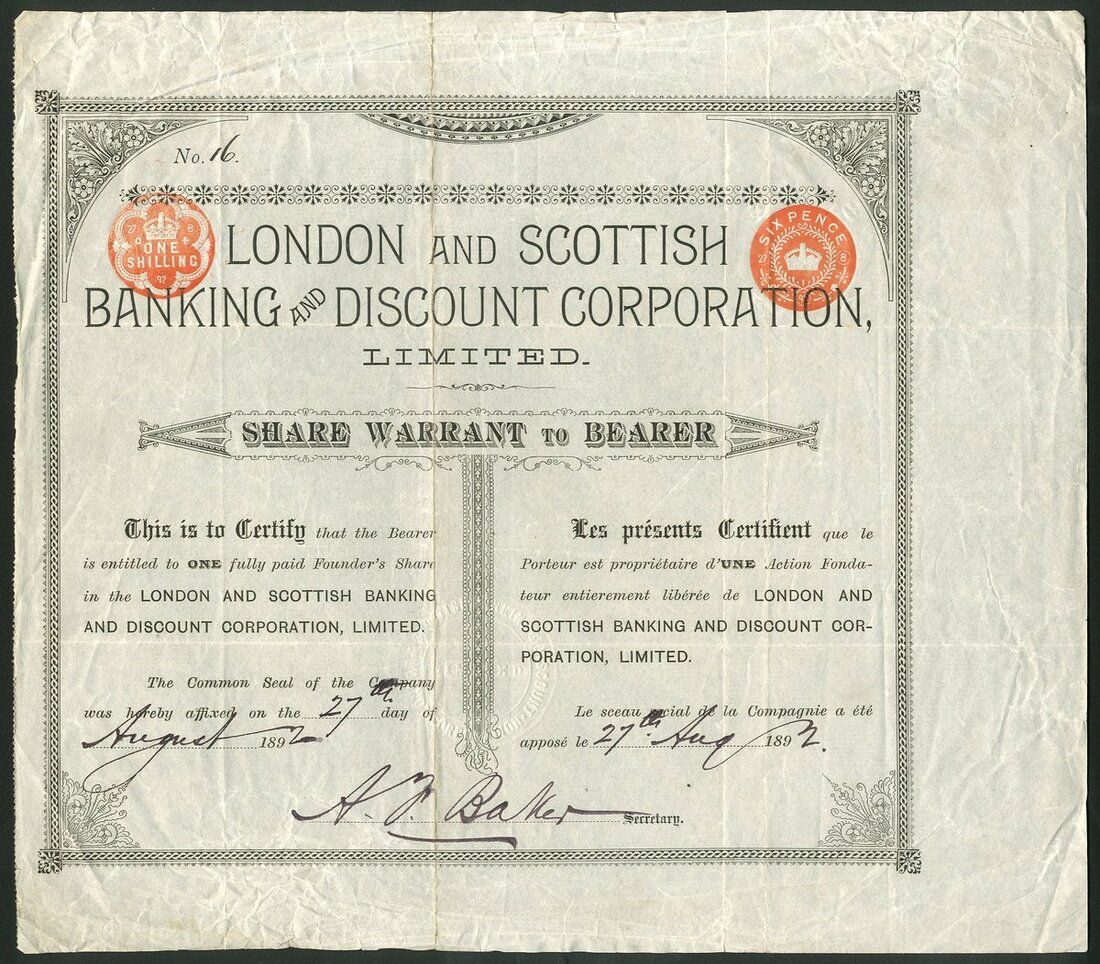 No. 16.
27 8
ONE
SHILLING
92
SIX PENCE
27 8
LONDON AND SCOTTISH
BANKING AND DISCOUNT CORPORATION,
LIMITED.
SHARE WARRANT TO BEARER
This is to Certify that the Bearer
is entitled to ONE fully paid Founder's Share
in the LONDON AND SCOTTISH BANKING
AND DISCOUNT CORPORATION, LIMITED.
The Common Seal of the Company
was hereby affixed on the 27th day of
August 1892
Les présents Certifient que le
Porteur est propriétaire d'UNE Action Fonda-
teur entierement libérée de LONDON AND
SCOTTISH BANKING AND DISCOUNT COR-
PORATION, LIMITED.
Le sceau social de la Compagnie a été
apposé le 27th Aug 1892.
A. F. Baker Secretary.